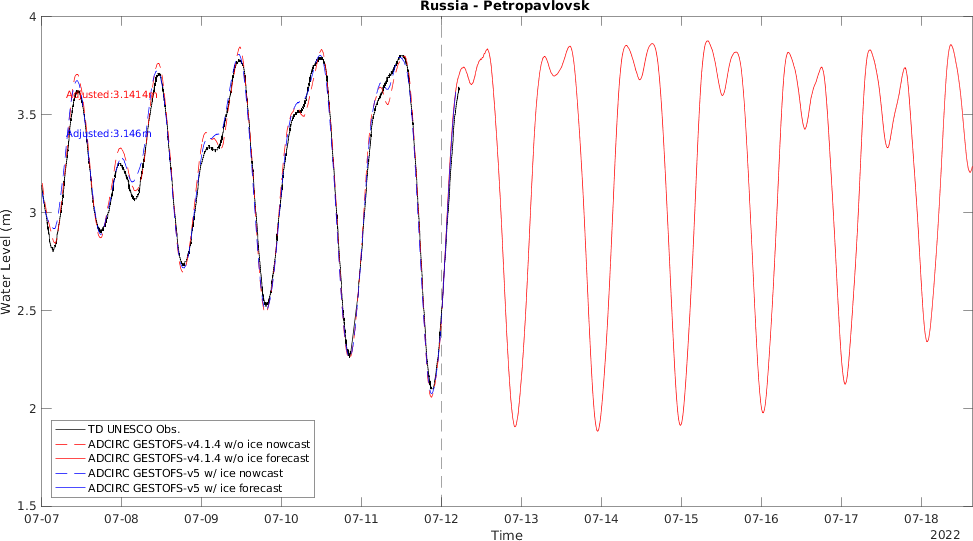 Russia - Petropavlovsk
4
3.5
3
2.5
2
1.5
Water Level (m)
Adjusted:3.1414m
Adjusted:3.146m
TD UNESCO Obs.
ADCIRC GESTOFS-v4.1.4 w/o ice nowcast
ADCIRC GESTOFS-v4.1.4 w/o ice forecast
ADCIRC GESTOFS-v5 w/ ice nowcast
ADCIRC GESTOFS-v5 w/ ice forecast
07-07 07-08 07-09 07-10 07-11 07-12 07-13 07-14 07-15 07-16 07-17 07-18
Time
2022